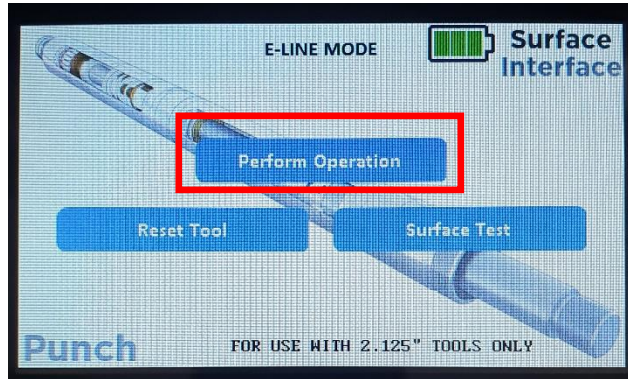 E-LINE MODE
Surface
Interface
Perform Operation
Reset Tool
Surface Test
Punch
FOR USE WITH 2.125" TOOLS ONLY